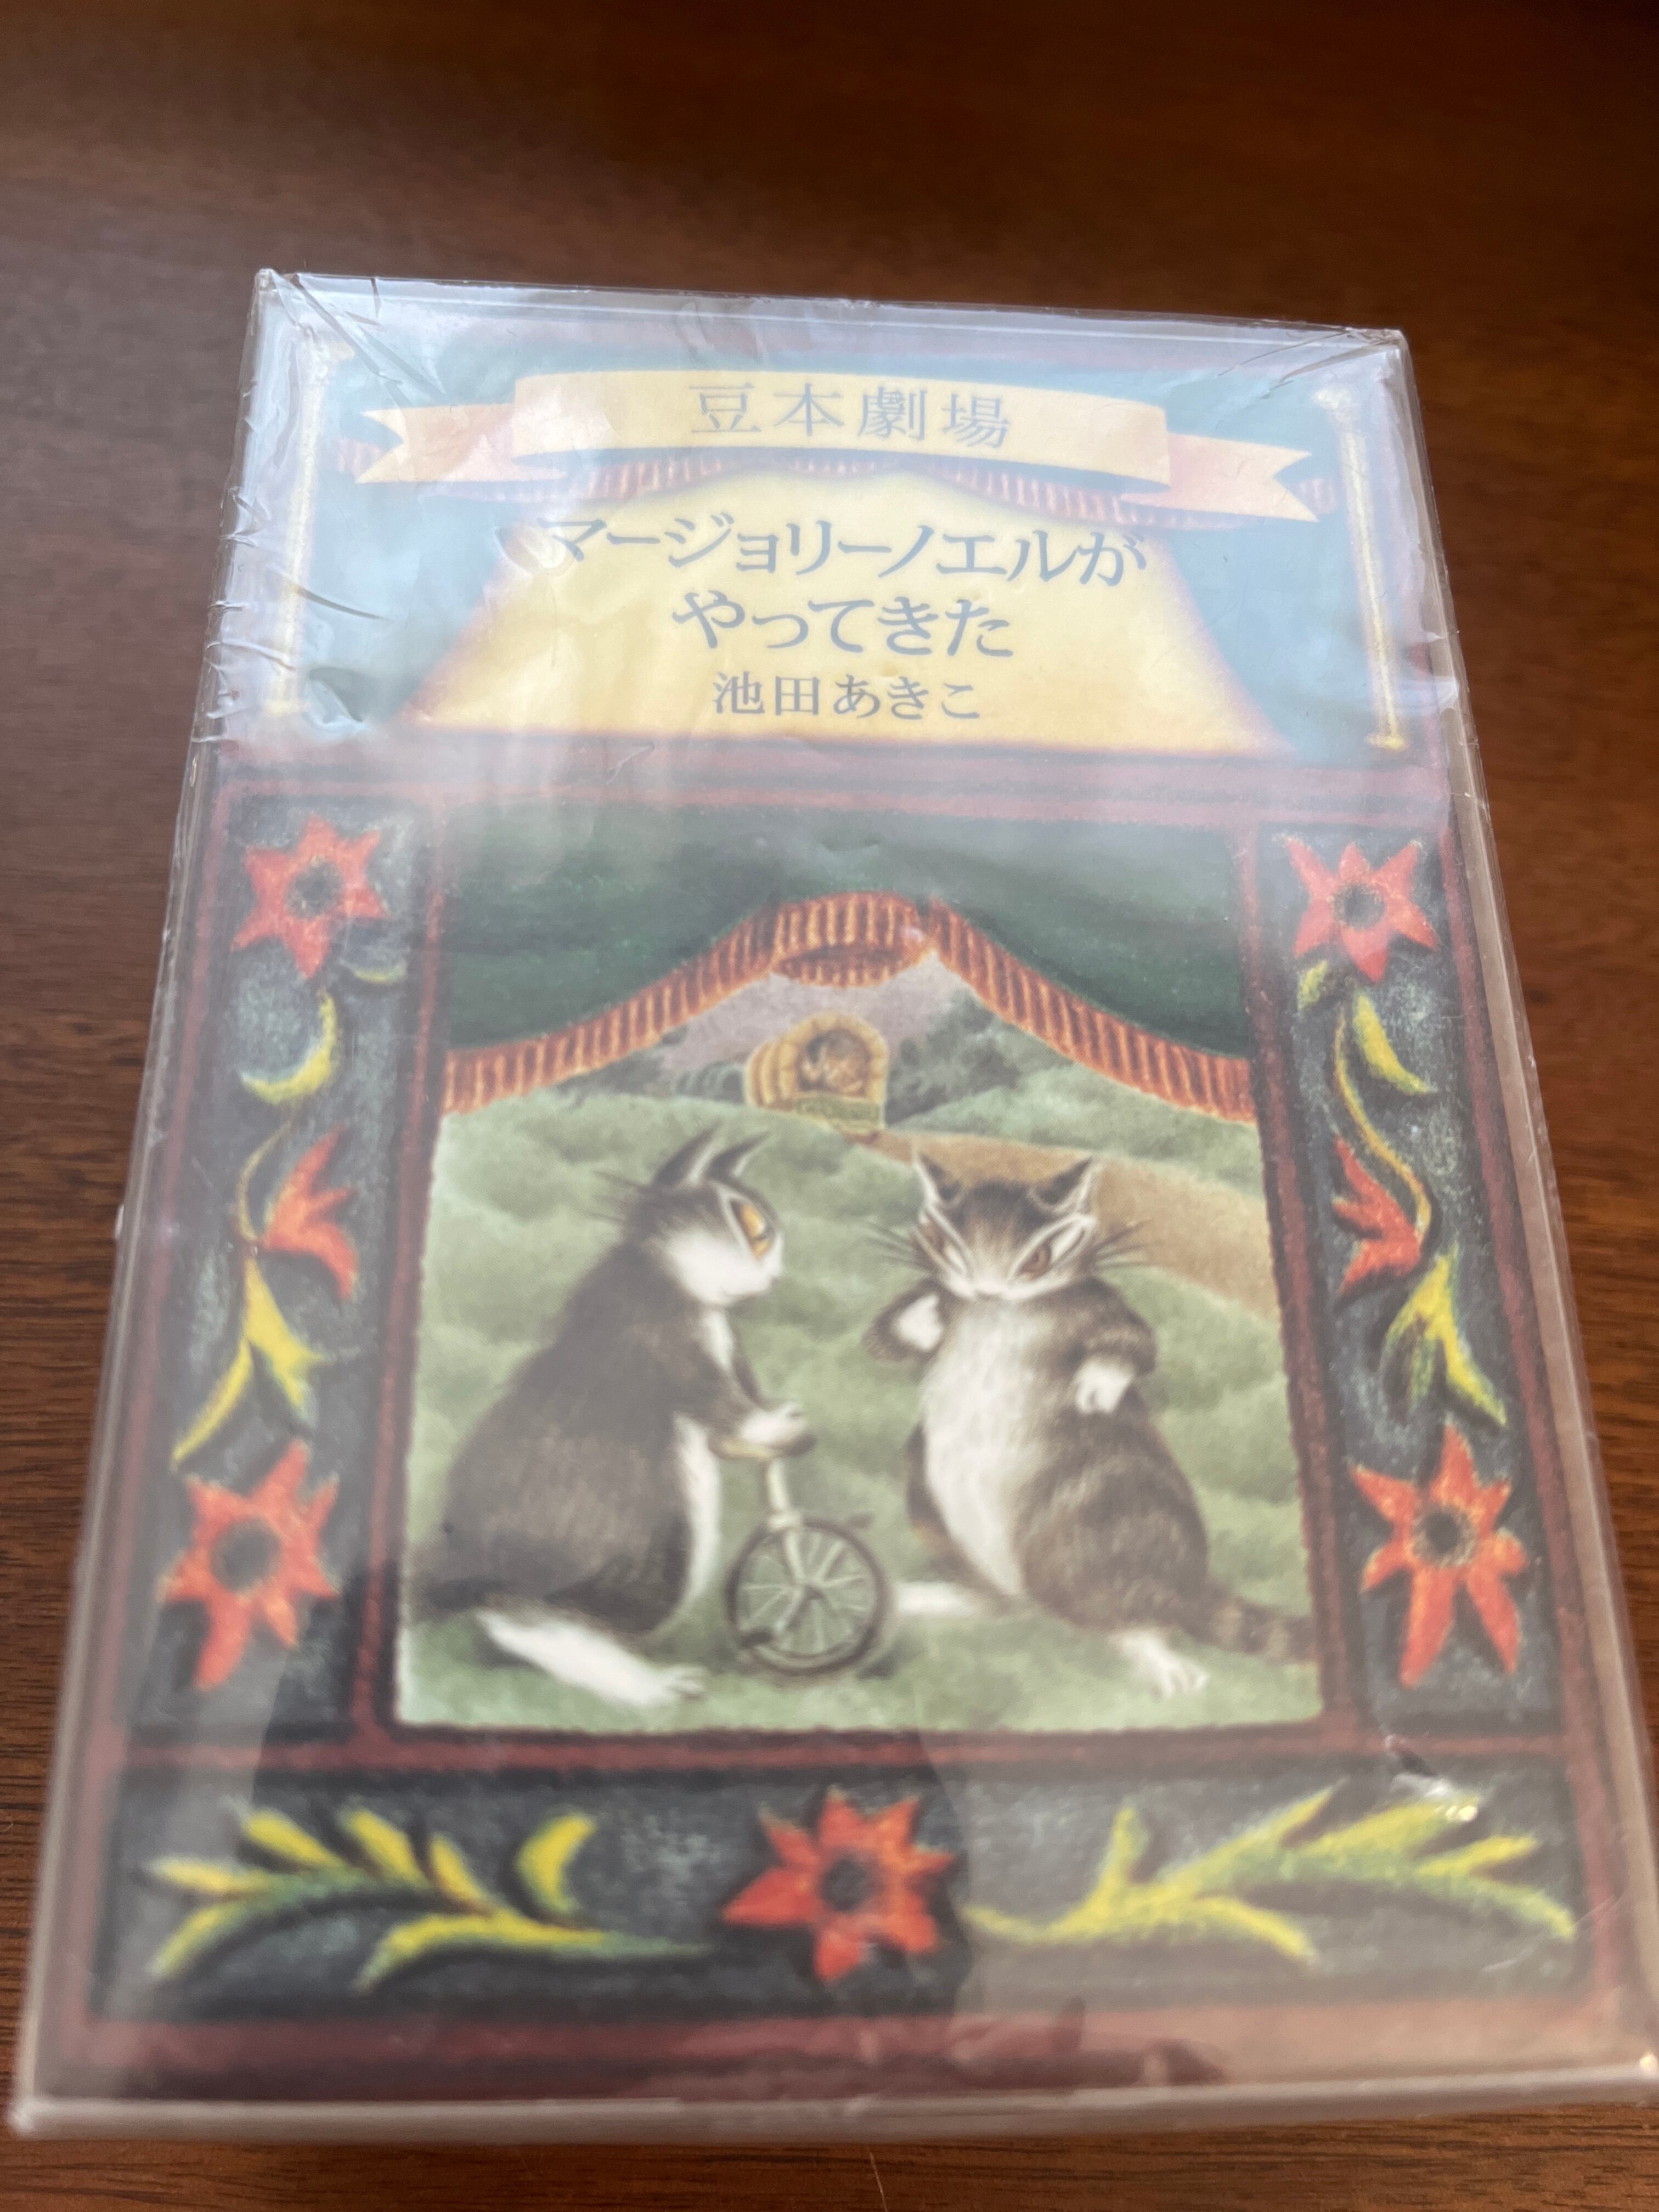 豆本劇場
マージョリーノエルが
やってきた
池田あきこ